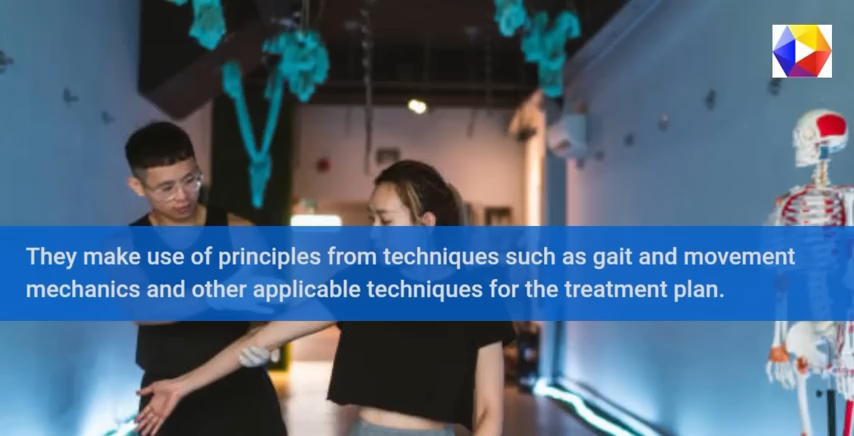 They make use of principles from techniques such as gait and movement
mechanics and other applicable techniques for the treatment plan.